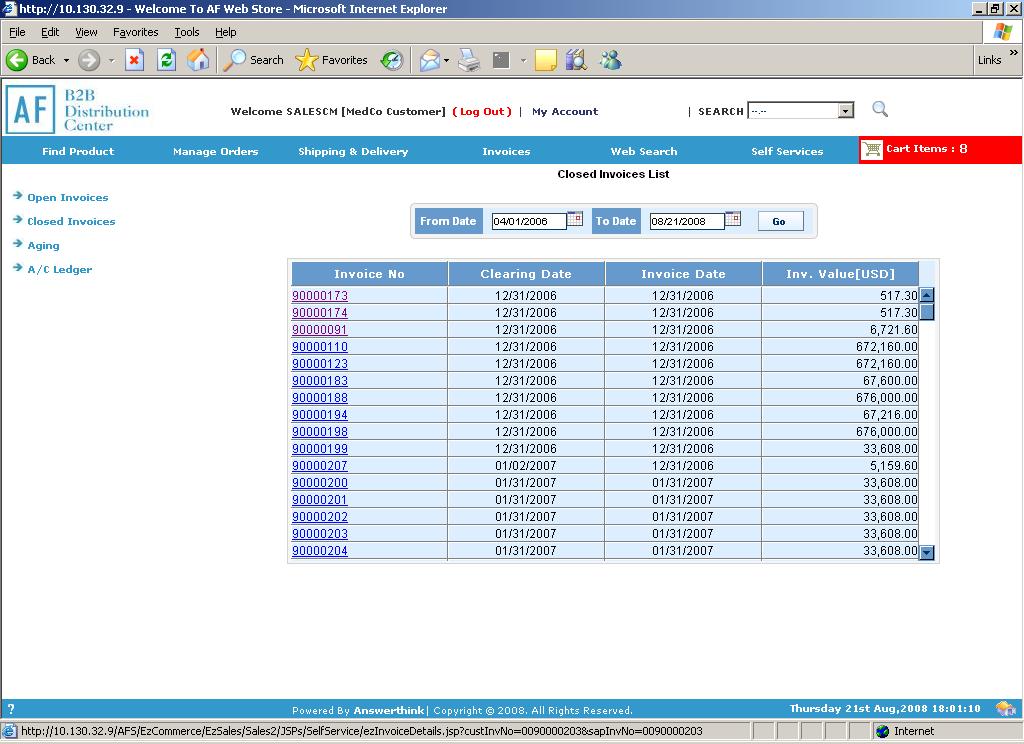 http://10.130.32.9 - Welcome To AF Web Store - Microsoft Internet Explorer
File Edit View Favorites Tools Help
Back Search Favorites Links »
AF B2B Distribution Center
Welcome SALESCM [MedCo Customer] ( Log Out ) | My Account | SEARCH --.--
Find Product Manage Orders Shipping & Delivery Invoices Web Search Self Services Cart Items : 8
Closed Invoices List
Open Invoices
Closed Invoices
Aging
A/C Ledger
From Date 04/01/2006 To Date 08/21/2008 Go
Invoice No Clearing Date Invoice Date Inv. Value[USD]
90000173 12/31/2006 12/31/2006 517.30
90000174 12/31/2006 12/31/2006 517.30
90000091 12/31/2006 12/31/2006 6,721.60
90000110 12/31/2006 12/31/2006 672,160.00
90000123 12/31/2006 12/31/2006 672,160.00
90000183 12/31/2006 12/31/2006 67,600.00
90000188 12/31/2006 12/31/2006 676,000.00
90000194 12/31/2006 12/31/2006 67,216.00
90000198 12/31/2006 12/31/2006 676,000.00
90000199 12/31/2006 12/31/2006 33,608.00
90000207 01/02/2007 12/31/2006 5,159.60
90000200 01/31/2007 01/31/2007 33,608.00
90000201 01/31/2007 01/31/2007 33,608.00
90000202 01/31/2007 01/31/2007 33,608.00
90000203 01/31/2007 01/31/2007 33,608.00
90000204 01/31/2007 01/31/2007 33,608.00
? Powered By Answerthink | Copyright © 2008. All Rights Reserved. Thursday 21st Aug,2008 18:01:10
http://10.130.32.9/AFS/EzCommerce/EzSales/Sales2/JSPs/SelfService/ezInvoiceDetails.jsp?custInvNo=0090000203&sapInvNo=0090000203 Internet